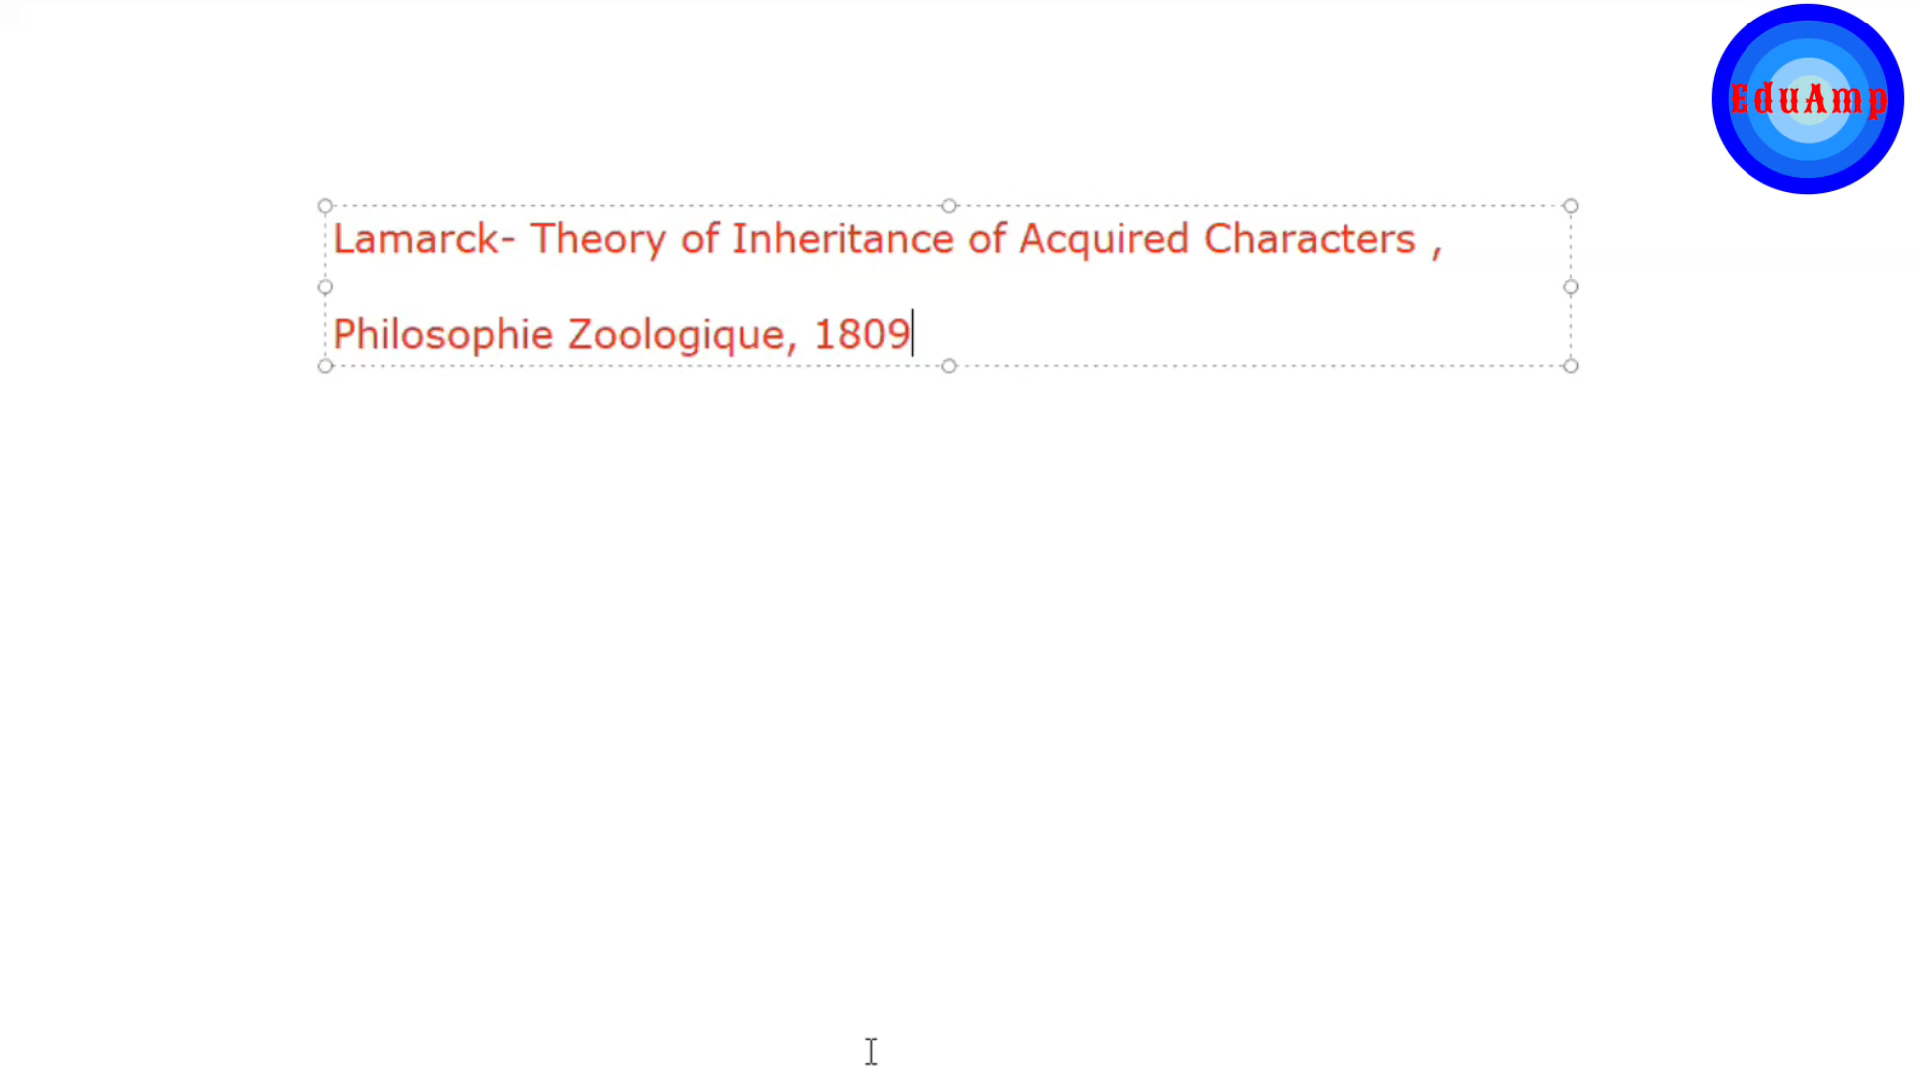 EduAmp
Lamarck- Theory of Inheritance of Acquired Characters ,
Philosophie Zoologique, 1809